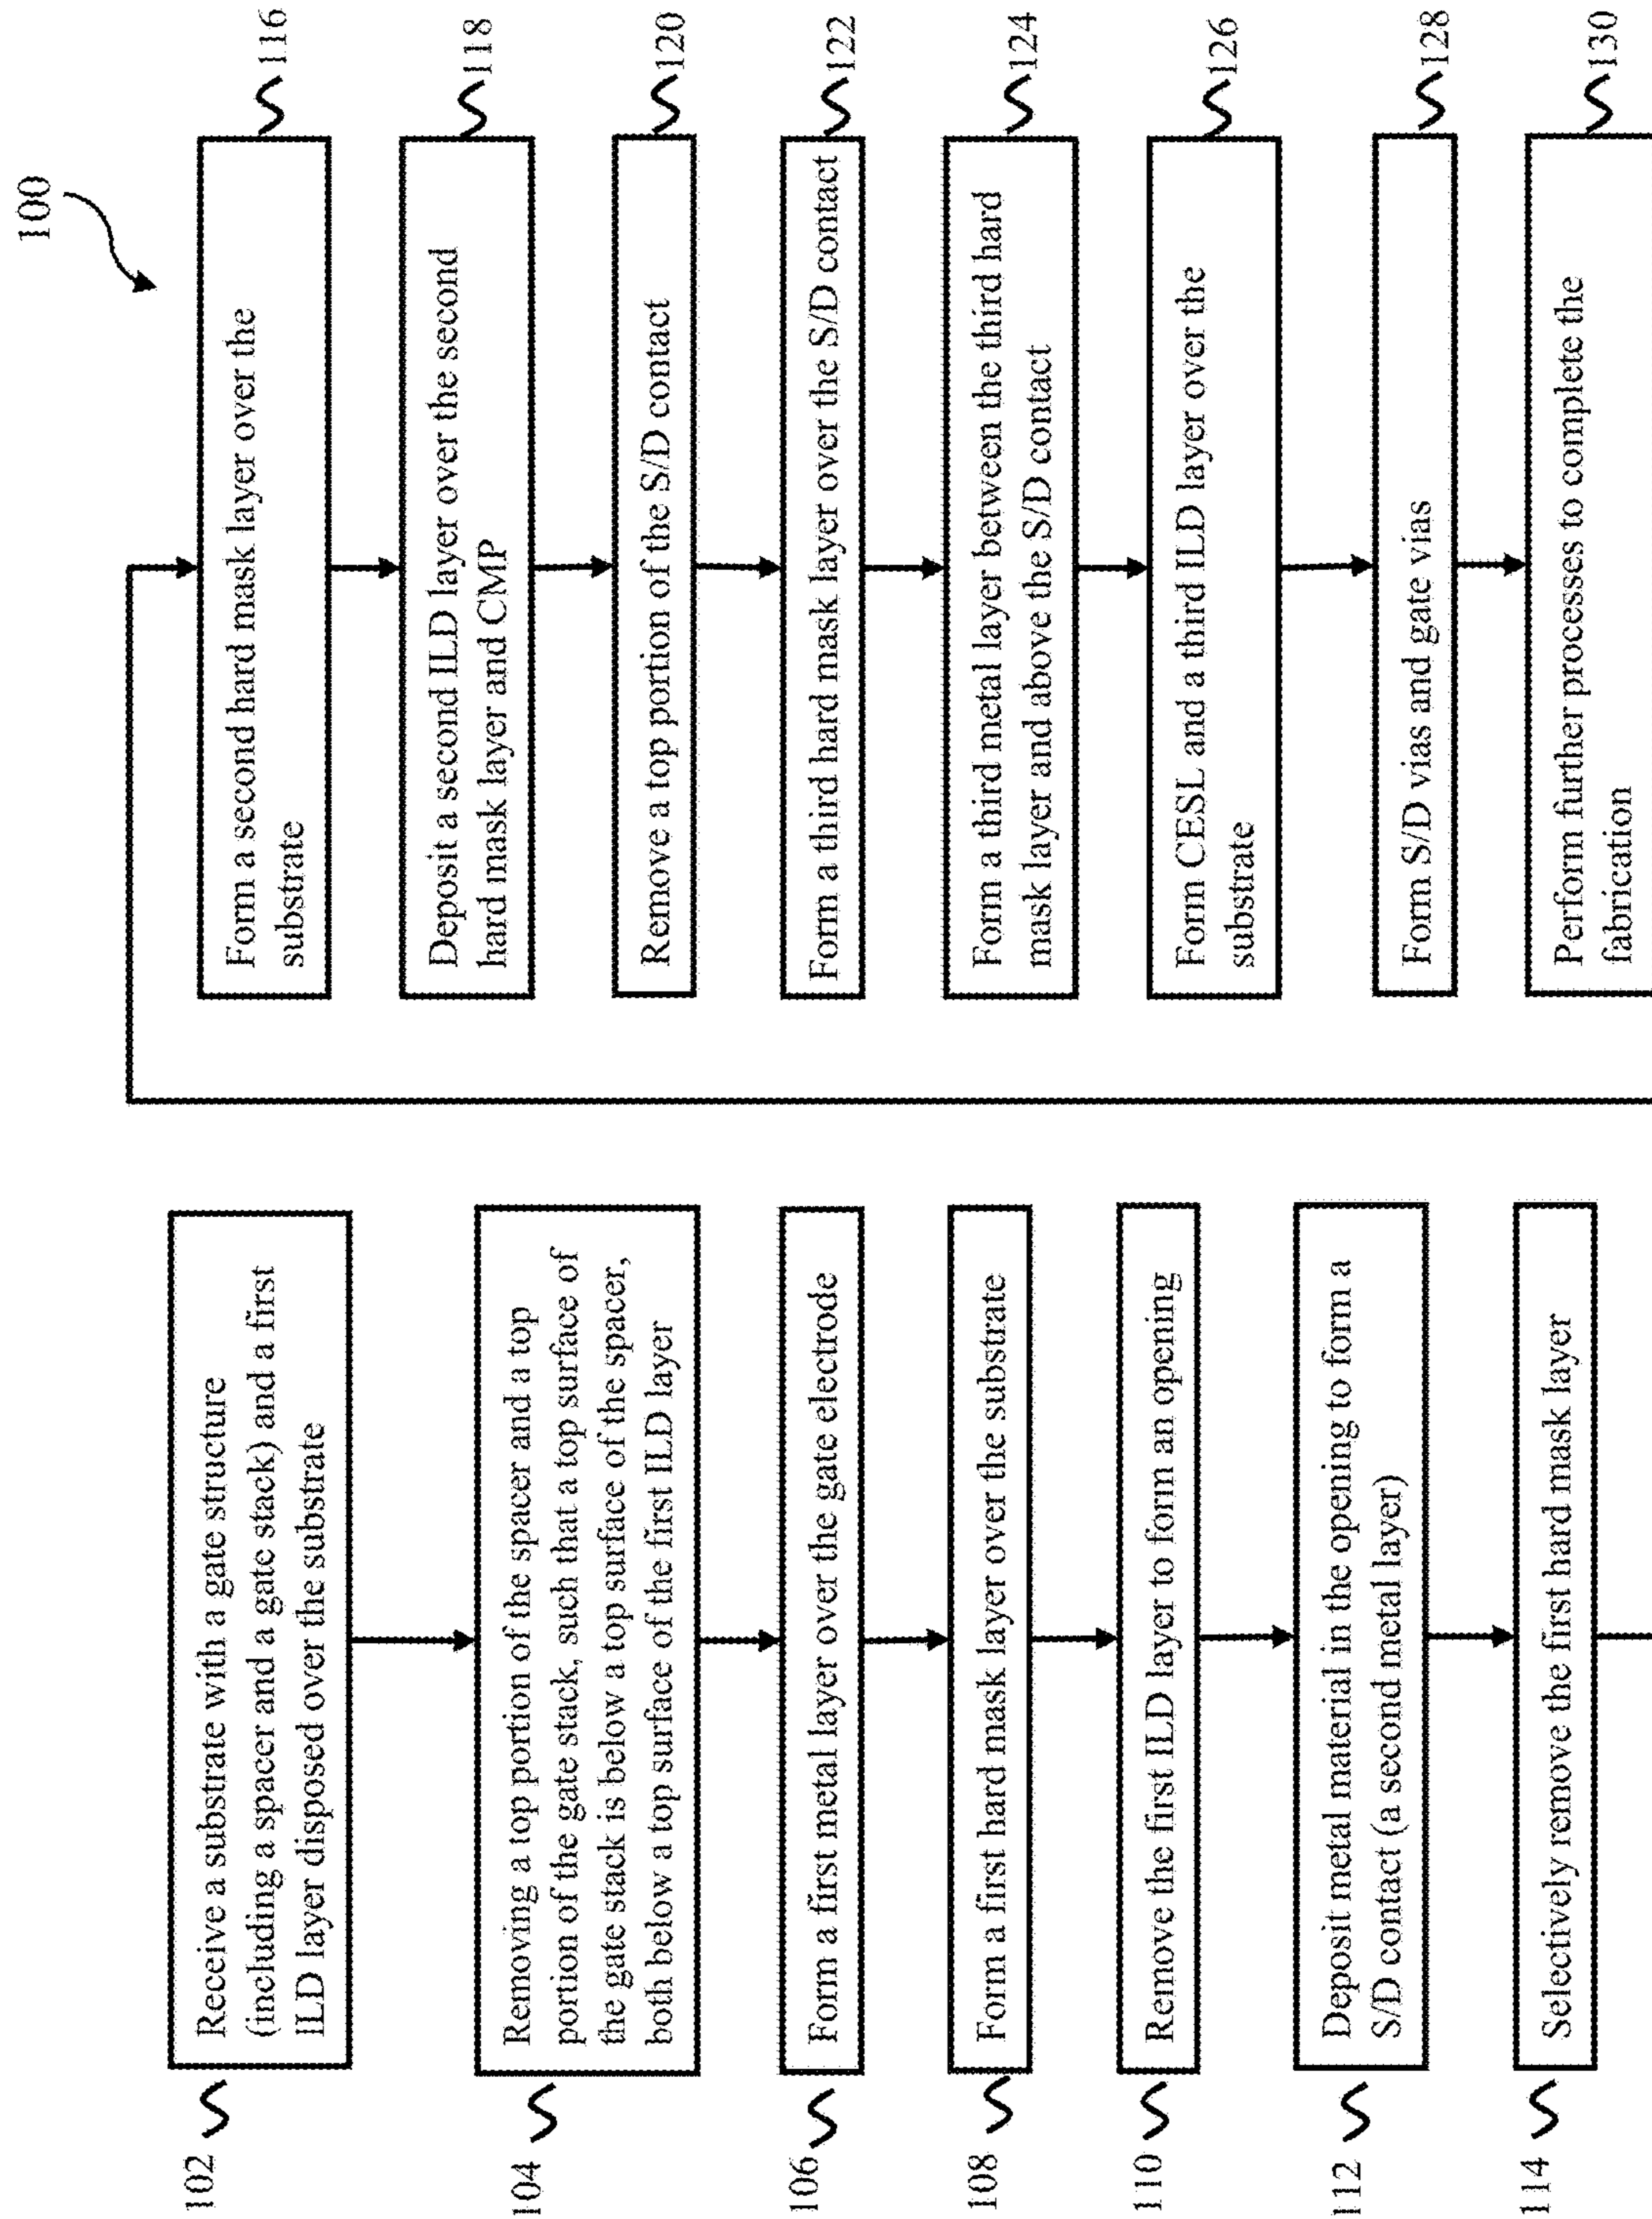 100
102
Receive a substrate with a gate structure
(including a spacer and a gate stack) and a first
ILD layer disposed over the substrate
104
Removing a top portion of the spacer and a top
portion of the gate stack, such that a top surface of
the gate stack is below a top surface of the spacer,
both below a top surface of the first ILD layer
106
Form a first metal layer over the gate electrode
108
Form a first hard mask layer over the substrate
110
Remove the first ILD layer to form an opening
112
Deposit metal material in the opening to form a
S/D contact (a second metal layer)
114
Selectively remove the first hard mask layer
Form a second hard mask layer over the
substrate
116
Deposit a second ILD layer over the second
hard mask layer and CMP
118
Remove a top portion of the S/D contact
120
Form a third hard mask layer over the S/D contact
122
Form a third metal layer between the third hard
mask layer and above the S/D contact
124
Form CESL and a third ILD layer over the
substrate
126
Form S/D vias and gate vias
128
Perform further processes to complete the
fabrication
130